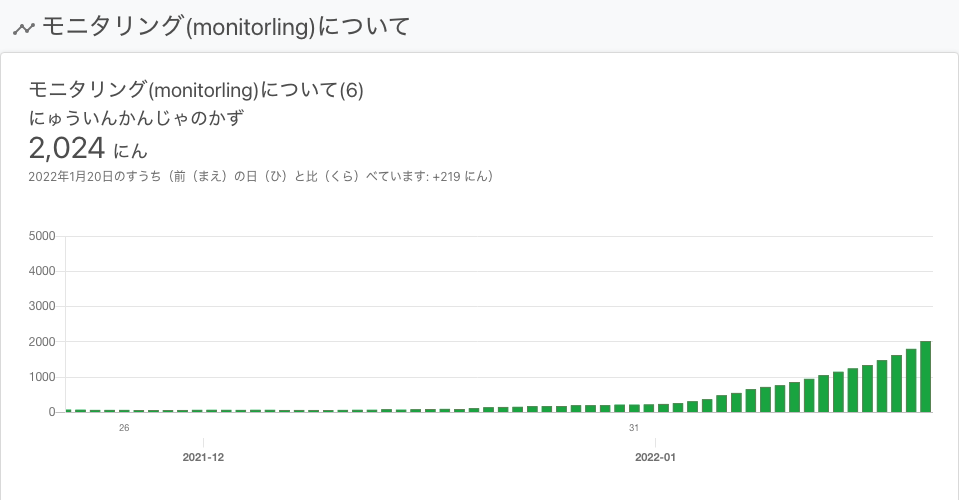 モニタリング(monitorling)について
モニタリング(monitorling)について(6)
にゅういんかんじゃのかず
2,024 にん
2022年1月20日のすうち（前（まえ）の日（ひ）と比（くら）べています: +219 にん）
5000
4000
3000
2000
1000
0
26 31
2021-12 2022-01